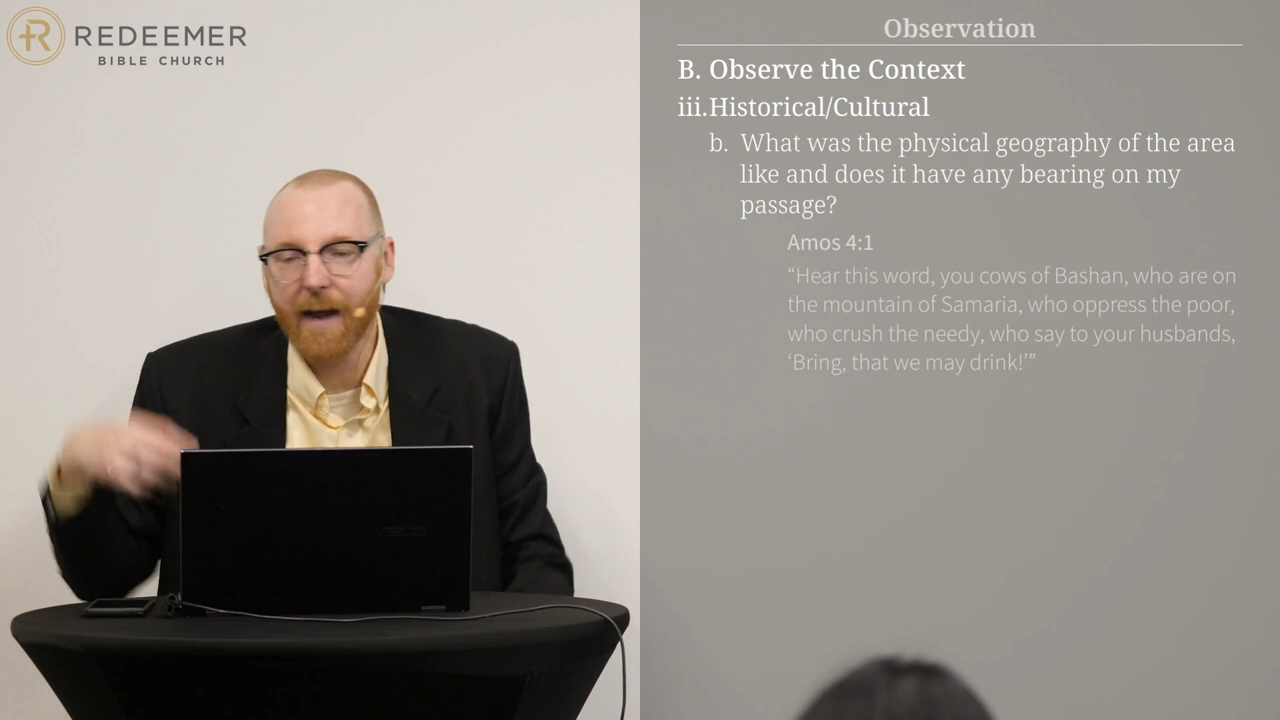 REDEEMER
BIBLE CHURCH
Observation
B. Observe the Context
iii.Historical/Cultural
b. What was the physical geography of the area
like and does it have any bearing on my
passage?
Amos 4:1
“Hear this word, you cows of Bashan, who are on
the mountain of Samaria, who oppress the poor,
who crush the needy, who say to your husbands,
‘Bring, that we may drink!’”